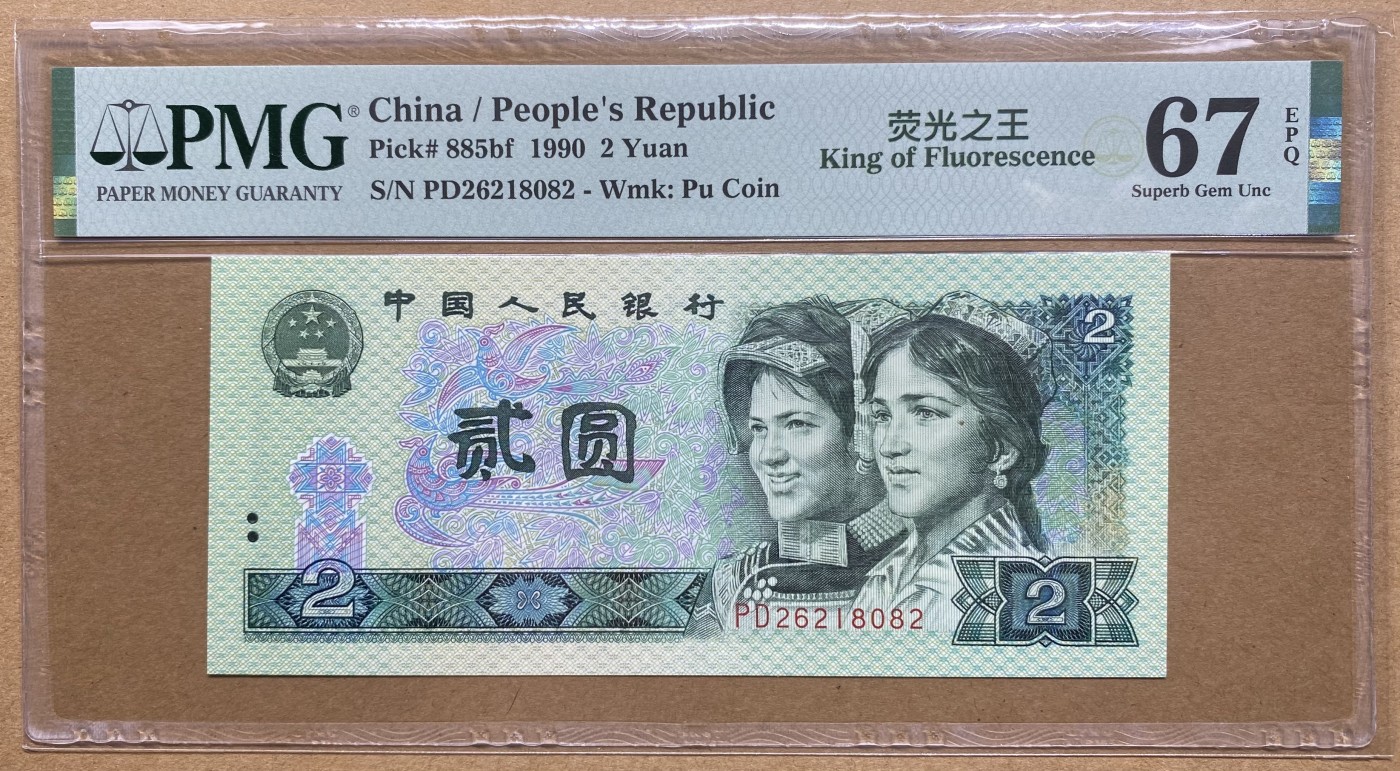 PMG®
PAPER MONEY GUARANTY
China / People's Republic
Pick# 885bf 1990 2 Yuan
S/N PD26218082 - Wmk: Pu Coin
荧光之王
King of Fluorescence
67
EPQ
Superb Gem Unc
中国人民银行
2
贰圆
2
PD26218082
2